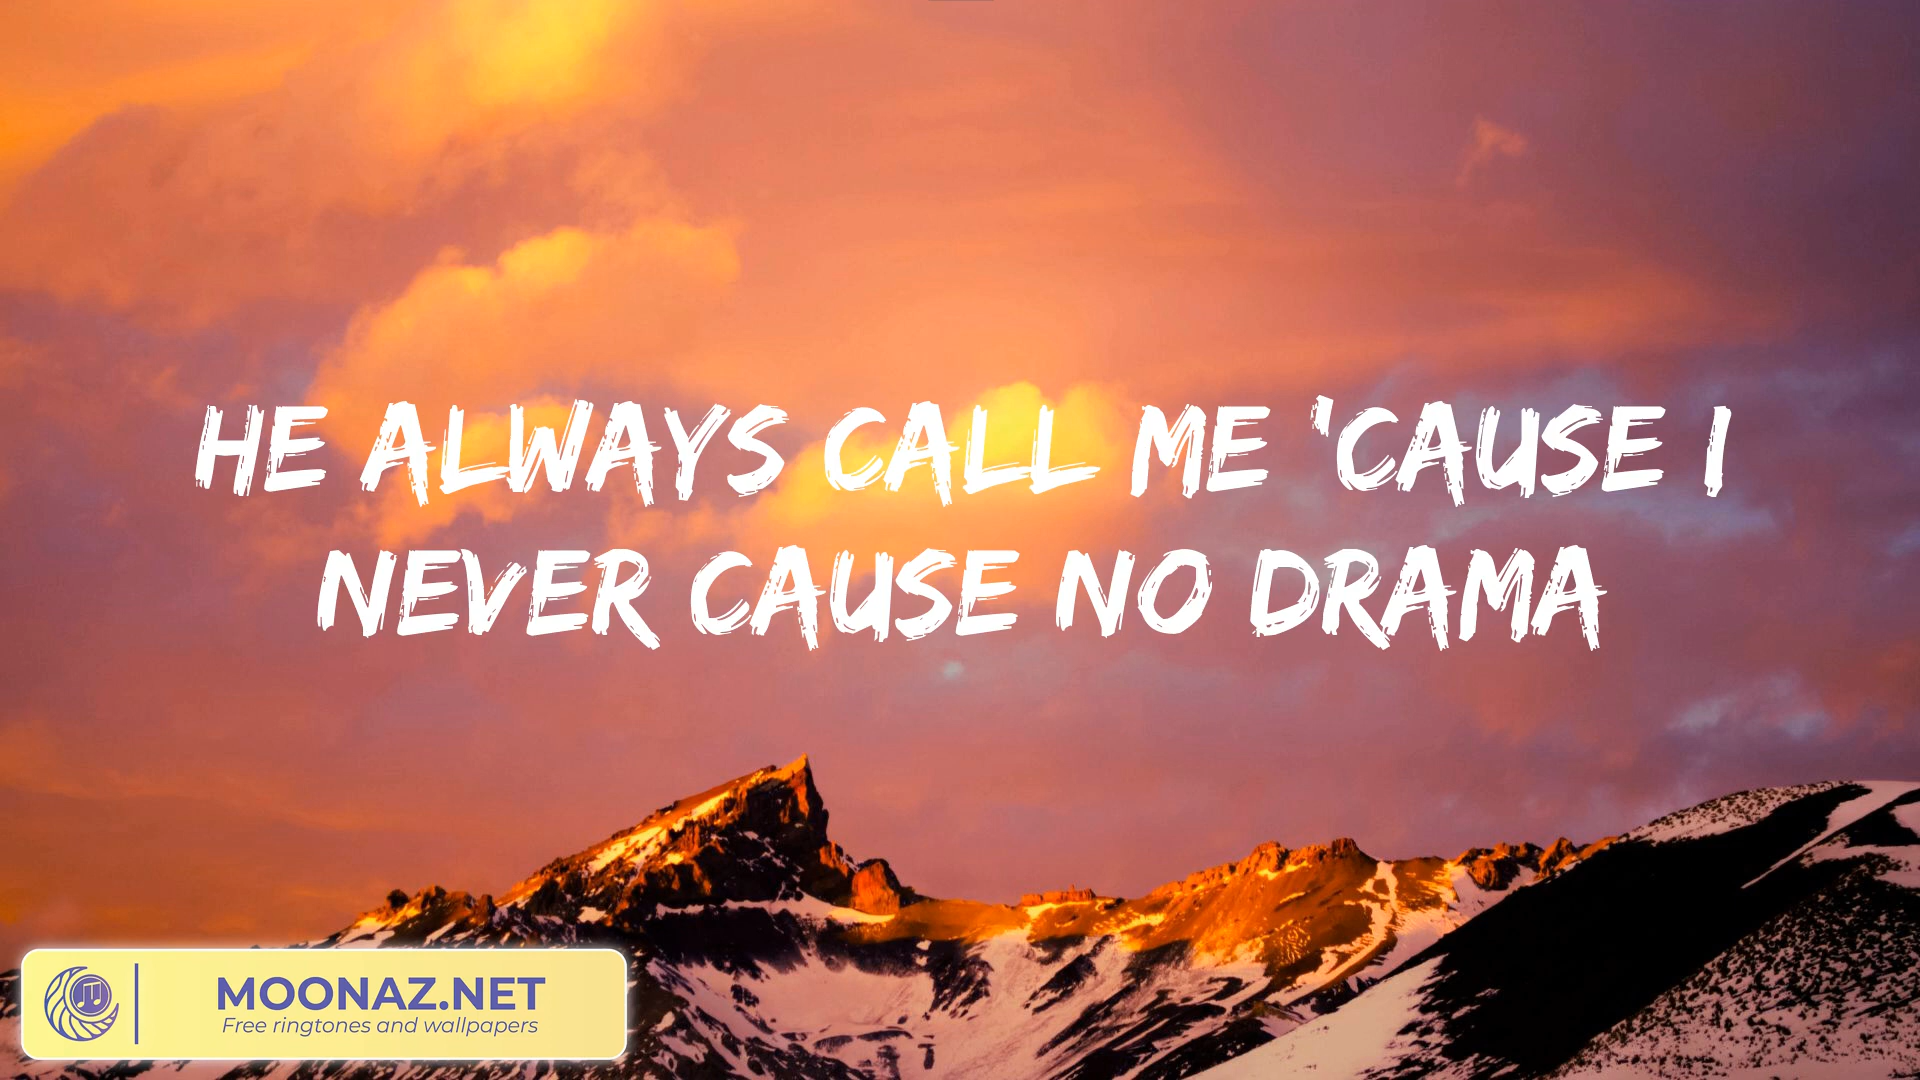 HE ALWAYS CALL ME 'CAUSE I
NEVER CAUSE NO DRAMA
MOONAZ.NET
Free ringtones and wallpapers